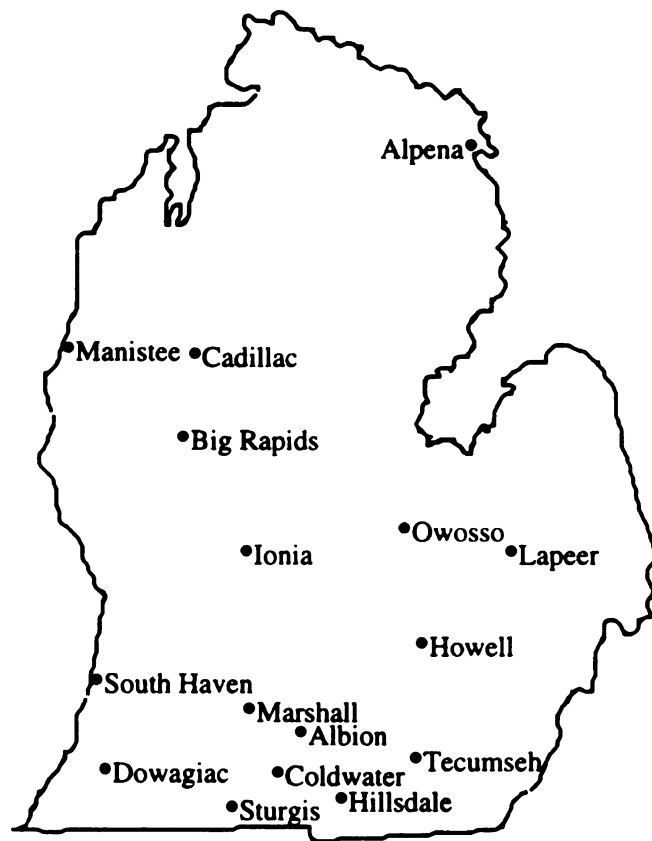 Alpena
Manistee
Cadillac
Big Rapids
Owosso
Ionia
Lapeer
Howell
South Haven
Marshall
Albion
Tecumseh
Dowagiac
Coldwater
Hillsdale
Sturgis